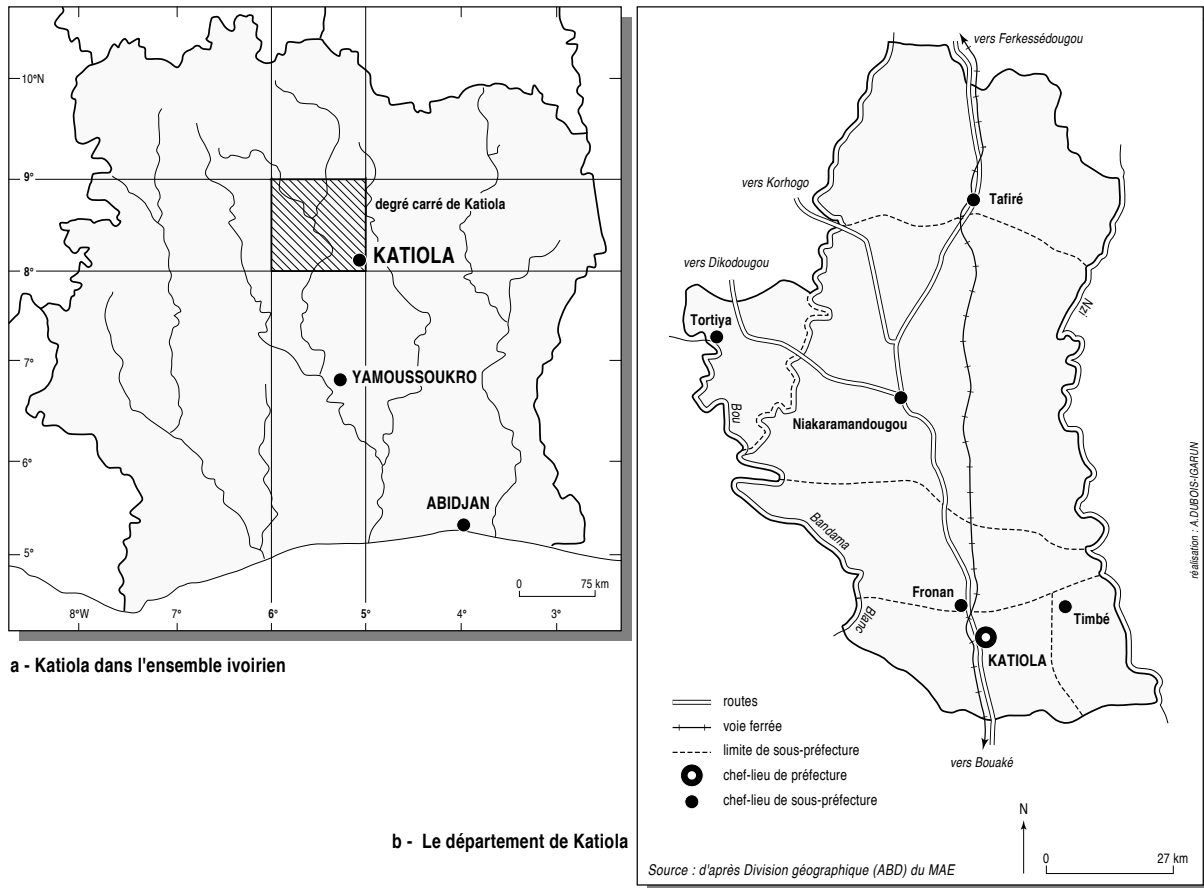 10°N
9°
8°
7°
6°
5°
8°W
7°
6°
5°
4°
3°
degré carré de Katiola
KATIOLA
YAMOUSSOUKRO
ABIDJAN
0 75 km
a - Katiola dans l'ensemble ivoirien
vers Ferkessédougou
vers Korhogo
Tafiré
vers Dikodougou
Nzi
Tortiya
Bou
Niakaramandougou
Bandama
Blanc
Fronan
Timbé
KATIOLA
vers Bouaké
routes
voie ferrée
limite de sous-préfecture
chef-lieu de préfecture
chef-lieu de sous-préfecture
N
0 27 km
Source : d'après Division géographique (ABD) du MAE
réalisation : A.DUBOIS-IGARUN
b - Le département de Katiola